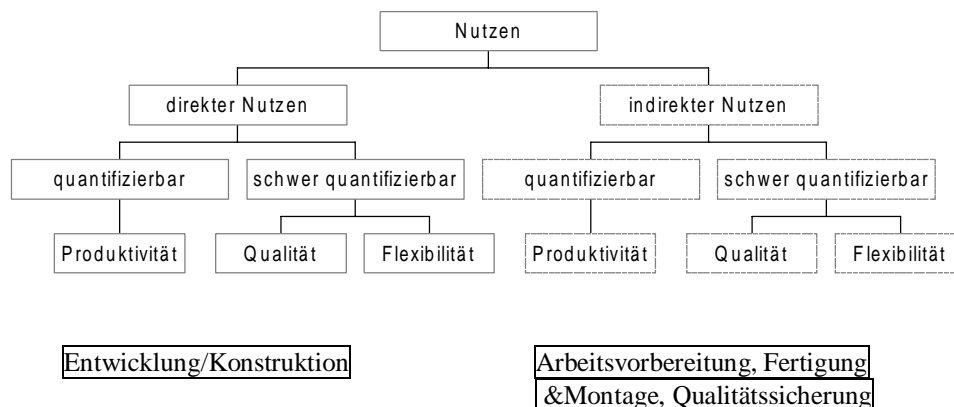 Nutzen
direkter Nutzen indirekter Nutzen
quantifizierbar schwer quantifizierbar quantifizierbar schwer quantifizierbar
Produktivität Qualität Flexibilität Produktivität Qualität Flexibilität
Entwicklung/Konstruktion Arbeitsvorbereitung, Fertigung
&Montage, Qualitätssicherung